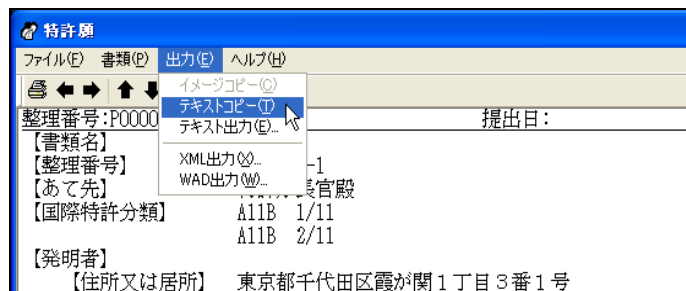 特許願
ファイル(F) 書類(P) 出力(E) ヘルプ(H)
イメージコピー(C)
テキストコピー(T)
テキスト出力(E)...
XML出力(X)...
WAD出力(W)...
整理番号:P0000 提出日:
【書類名】
【整理番号】 -1
【あて先】 長官殿
【国際特許分類】 A11B 1/11
A11B 2/11
【発明者】
【住所又は居所】 東京都千代田区霞が関1丁目3番1号